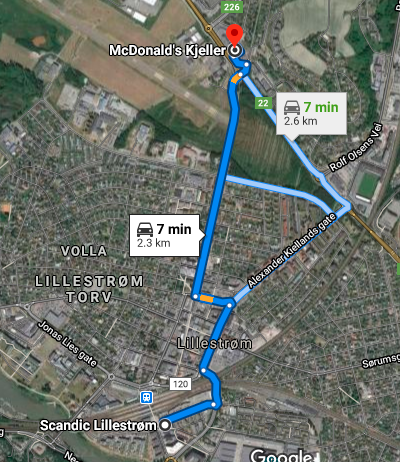 226
McDonald's Kjeller
22
7 min
2.6 km
Rolf Olsens Vei
7 min
2.3 km
Alexander Kiellands gate
VOLLA
LILLESTRØM
TORV
Jonas Lies gate
Lillestrøm
Sørumsg
120
Scandic Lillestrøm
Google
Ne